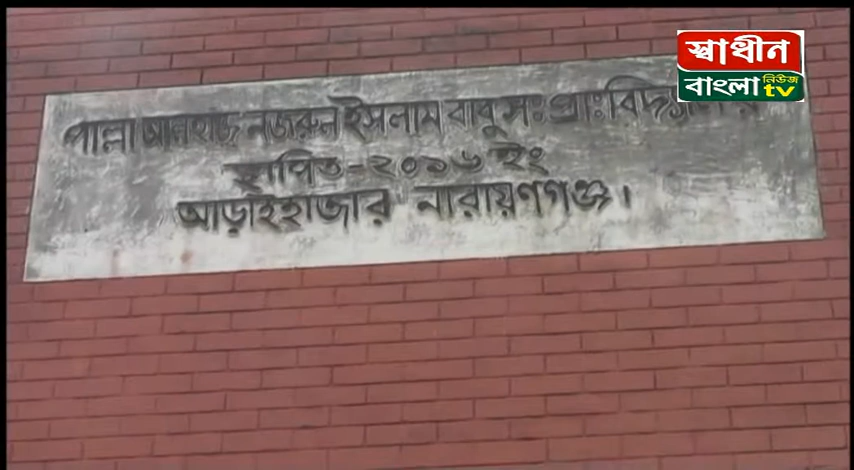 স্বাধীন
বাংলা নিউজ tv
পাল্লা আলহাজ্ব নজরুল ইসলাম বাবু সঃ প্রাঃ বিদ্যালয়
স্থাপিত-২০১৬ ইং
আড়াইহাজার নারায়ণগঞ্জ।